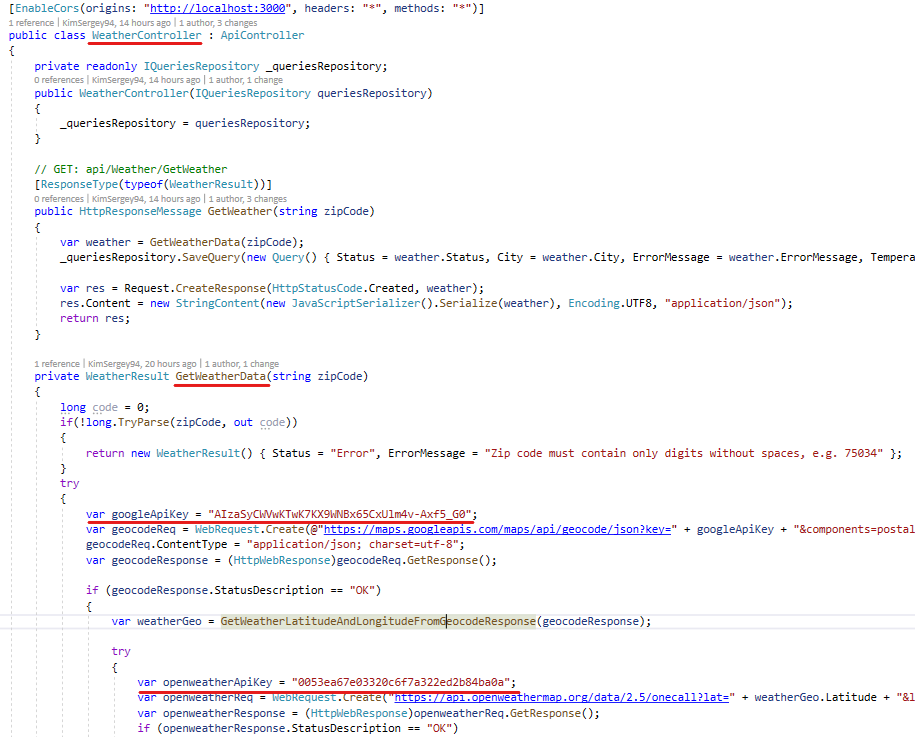 [EnableCors(origins: "http://localhost:3000", headers: "*", methods: "*")]
1 reference | KimSergey94, 14 hours ago | 1 author, 3 changes
public class WeatherController : ApiController
{
private readonly IQueriesRepository _queriesRepository;
0 references | KimSergey94, 14 hours ago | 1 author, 1 change
public WeatherController(IQueriesRepository queriesRepository)
{
_queriesRepository = queriesRepository;
}
// GET: api/Weather/GetWeather
[ResponseType(typeof(WeatherResult))]
0 references | KimSergey94, 14 hours ago | 1 author, 3 changes
public HttpResponseMessage GetWeather(string zipCode)
{
var weather = GetWeatherData(zipCode);
_queriesRepository.SaveQuery(new Query() { Status = weather.Status, City = weather.City, ErrorMessage = weather.ErrorMessage, Tempera
var res = Request.CreateResponse(HttpStatusCode.Created, weather);
res.Content = new StringContent(new JavaScriptSerializer().Serialize(weather), Encoding.UTF8, "application/json");
return res;
}
1 reference | KimSergey94, 20 hours ago | 1 author, 1 change
private WeatherResult GetWeatherData(string zipCode)
{
long code = 0;
if(!long.TryParse(zipCode, out code))
{
return new WeatherResult() { Status = "Error", ErrorMessage = "Zip code must contain only digits without spaces, e.g. 75034" };
}
try
{
var googleApiKey = "AIzaSyCWVwKTwK7KX9WNBx65CxUlm4v-Axf5_G0";
var geocodeReq = WebRequest.Create(@"https://maps.googleapis.com/maps/api/geocode/json?key=" + googleApiKey + "&components=postal
geocodeReq.ContentType = "application/json; charset=utf-8";
var geocodeResponse = (HttpWebResponse)geocodeReq.GetResponse();
if (geocodeResponse.StatusDescription == "OK")
{
var weatherGeo = GetWeatherLatitudeAndLongitudeFromGeocodeResponse(geocodeResponse);
try
{
var openweatherApiKey = "0053ea67e03320c6f7a322ed2b84ba0a";
var openweatherReq = WebRequest.Create("https://api.openweathermap.org/data/2.5/onecall?lat=" + weatherGeo.Latitude + "&l
var openweatherResponse = (HttpWebResponse)openweatherReq.GetResponse();
if (openweatherResponse.StatusDescription == "OK")